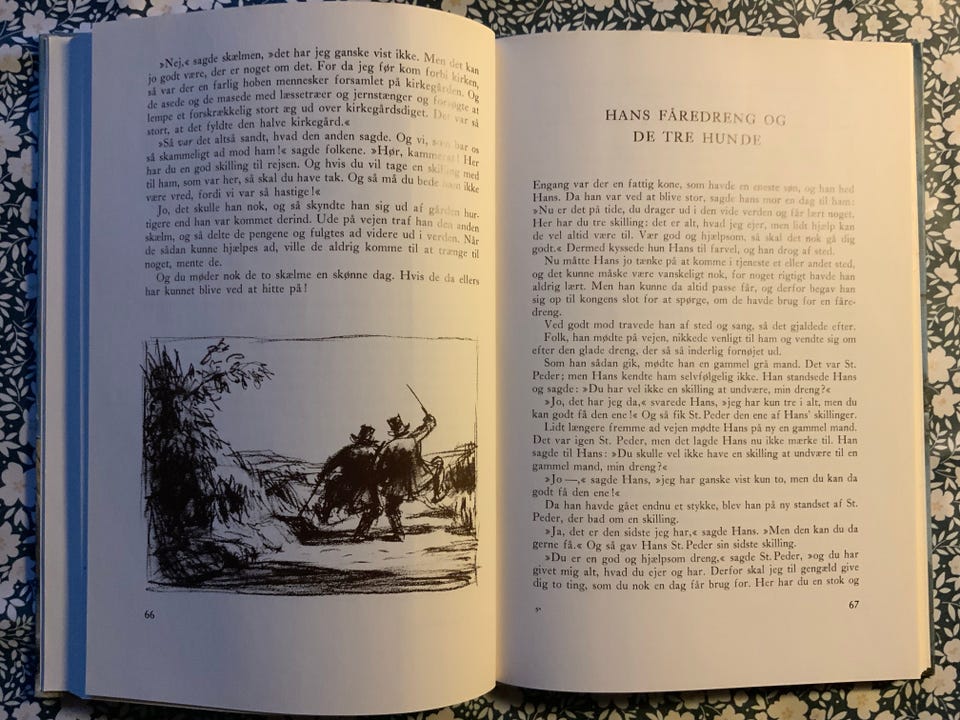 »Nej,« sagde skælmen, »det har jeg ganske vist ikke. Men det kan
jo godt være, der er noget om det. For da jeg før kom forbi kirken,
så var der en farlig hoben mennesker forsamlet på kirkegården. Og
de asede og de masede med læssetræer og jernstænger og forsøgte at
lempe et forskrækkelig stort æg ud over kirkegårdsdiget. Det var så
stort, at det fyldte den halve kirkegård.«
»Så var det altså sandt, hvad den anden sagde. Og vi, som bar os
så skammeligt ad mod ham!« sagde folkene. »Hør, kammerat! Her
har du en god skilling til rejsen. Og hvis du vil tage en skilling med
til ham, som var her, så skal du have tak. Og så må du bede ham ikke
være vred, fordi vi var så hastige!«
Jo, det skulle han nok, og så skyndte han sig ud af gården hur-
tigere end han var kommet derind. Ude på vejen traf han den anden
skælm, og så delte de pengene og fulgtes ad videre ud i verden. Når
de sådan kunne hjælpes ad, ville de aldrig komme til at trænge til
noget, mente de.
Og du møder nok de to skælme en skønne dag. Hvis de da ellers
har kunnet blive ved at hitte på!
66
HANS FÅREDRENG OG
DE TRE HUNDE
Engang var der en fattig kone, som havde en eneste søn, og han hed
Hans. Da han var ved at blive stor, sagde hans mor en dag til ham:
»Nu er det på tide, du drager ud i den vide verden og får lært noget.
Her har du tre skilling: det er alt, hvad jeg ejer, men lidt hjælp kan
de vel altid være til. Vær god og hjælpsom, så skal det nok gå dig
godt.« Dermed kyssede hun Hans til farvel, og han drog af sted.
Nu måtte Hans jo tænke på at komme i tjeneste et eller andet sted,
og det kunne måske være vanskeligt nok, for noget rigtigt havde han
aldrig lært. Men han kunne da altid passe får, og derfor begav han
sig op til kongens slot for at spørge, om de havde brug for en fåre-
dreng.
Ved godt mod travede han af sted og sang, så det gjaldede efter.
Folk, han mødte på vejen, nikkede venligt til ham og vendte sig om
efter den glade dreng, der så så inderlig fornøjet ud.
Som han sådan gik, mødte han en gammel grå mand. Det var St.
Peder; men Hans kendte ham selvfølgelig ikke. Han standsede Hans
og sagde: »Du har vel ikke en skilling at undvære, min dreng?«
»Jo, det har jeg da,« svarede Hans, »jeg har kun tre i alt, men du
kan godt få den ene!« Og så fik St. Peder den ene af Hans' skillinger.
Lidt længere fremme ad vejen mødte Hans på ny en gammel mand.
Det var igen St. Peder, men det lagde Hans nu ikke mærke til. Han
sagde til Hans: »Du skulle vel ikke have en skilling at undvære til en
gammel mand, min dreng?«
»Jo —,« sagde Hans, »jeg har ganske vist kun to, men du kan da
godt få den ene!«
Da han havde gået endnu et stykke, blev han på ny standset af St.
Peder, der bad om en skilling.
»Ja, det er den sidste jeg har,« sagde Hans. »Men den kan du da
gerne få.« Og så gav Hans St. Peder sin sidste skilling.
»Du er en god og hjælpsom dreng,« sagde St. Peder, »og du har
givet mig alt, hvad du ejer og har. Derfor skal jeg til gengæld give
dig to ting, som du nok en dag får brug for. Her har du en stok og
5*
67